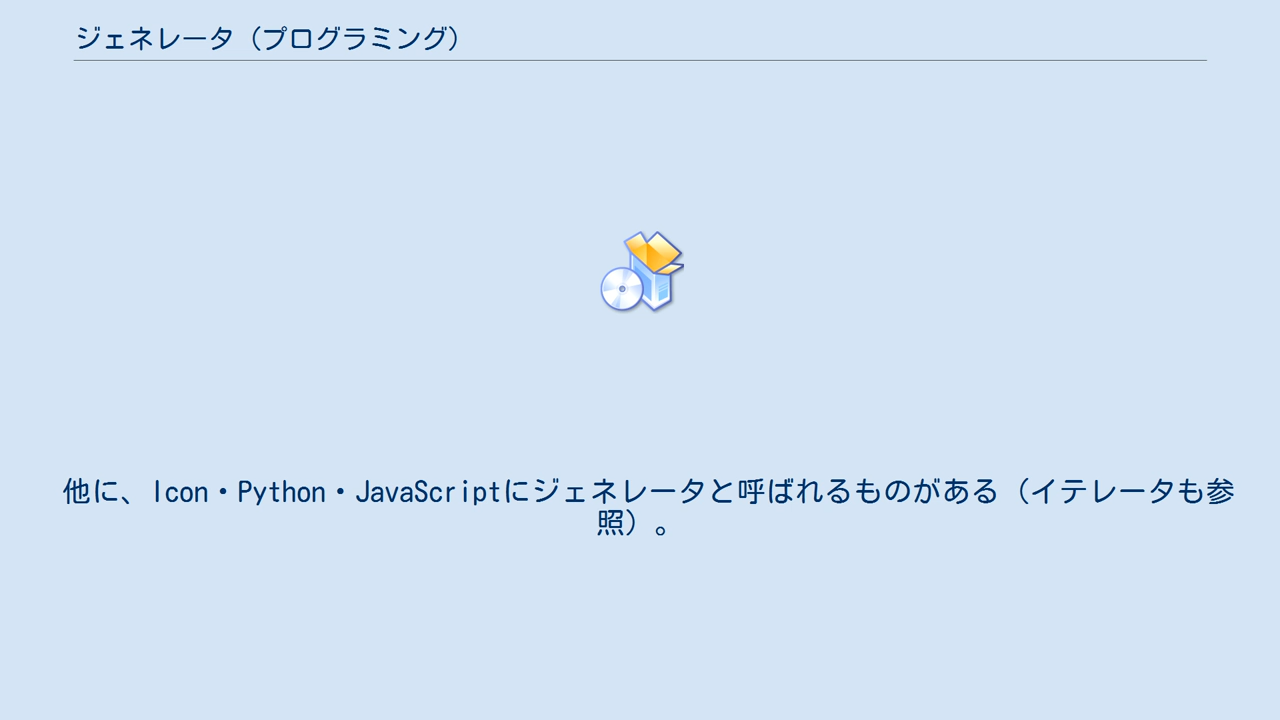 ジェネレータ（プログラミング）
他に、Icon・Python・JavaScriptにジェネレータと呼ばれるものがある（イテレータも参
照）。